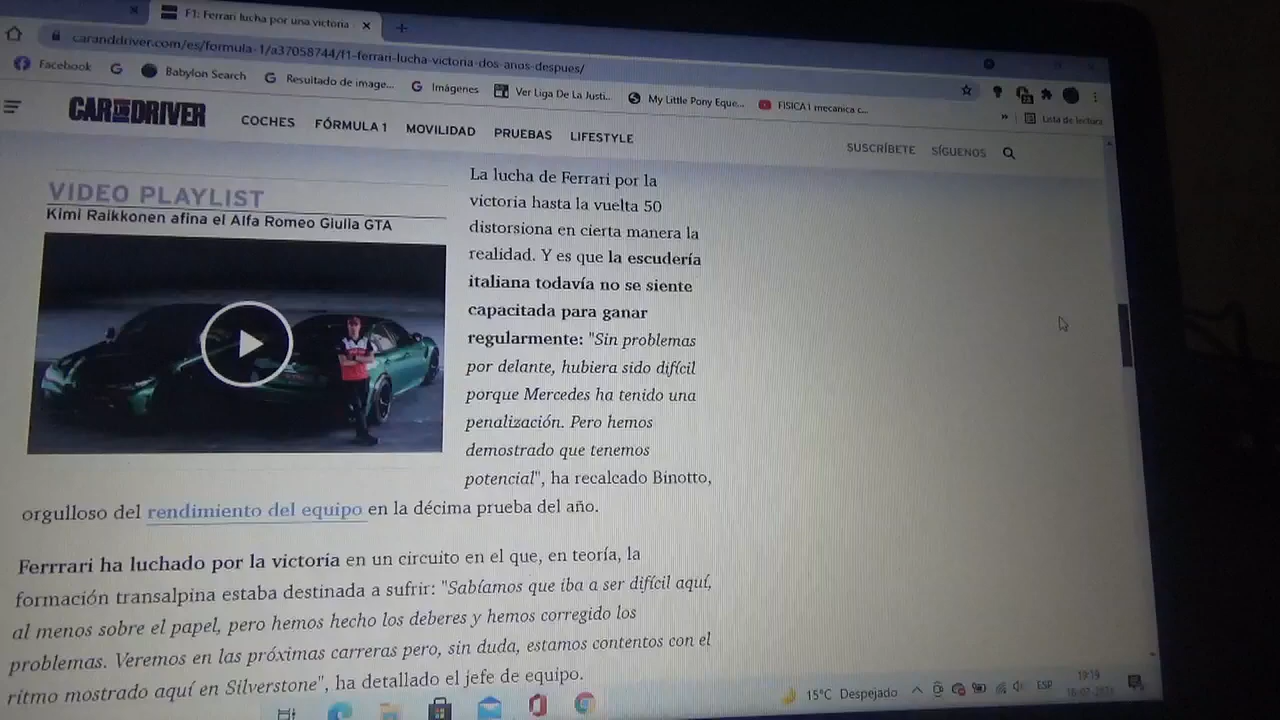 F1: Ferrari lucha por una victoria
caranddriver.com/es/formula-1/a37058744/f1-ferrari-lucha-victoria-dos-anos-despues/
Facebook
Babylon Search
Resultado de image...
Imágenes
Ver Liga De La Justi...
My Little Pony Eque...
FISICA I mecanica c...
Lista de lectura
CAR AND DRIVER
COCHES
FÓRMULA 1
MOVILIDAD
PRUEBAS
LIFESTYLE
SUSCRÍBETE
SÍGUENOS
VIDEO PLAYLIST
Kimi Raikkonen afina el Alfa Romeo Giulia GTA
La lucha de Ferrari por la
victoria hasta la vuelta 50
distorsiona en cierta manera la
realidad. Y es que la escudería
italiana todavía no se siente
capacitada para ganar
regularmente: "Sin problemas
por delante, hubiera sido difícil
porque Mercedes ha tenido una
penalización. Pero hemos
demostrado que tenemos
potencial", ha recalcado Binotto,
orgulloso del rendimiento del equipo en la décima prueba del año.
Ferrrari ha luchado por la victoria en un circuito en el que, en teoría, la
formación transalpina estaba destinada a sufrir: "Sabíamos que iba a ser difícil aquí,
al menos sobre el papel, pero hemos hecho los deberes y hemos corregido los
problemas. Veremos en las próximas carreras pero, sin duda, estamos contentos con el
ritmo mostrado aquí en Silverstone", ha detallado el jefe de equipo.
15°C Despejado
ESP
19:19
18-07-2021